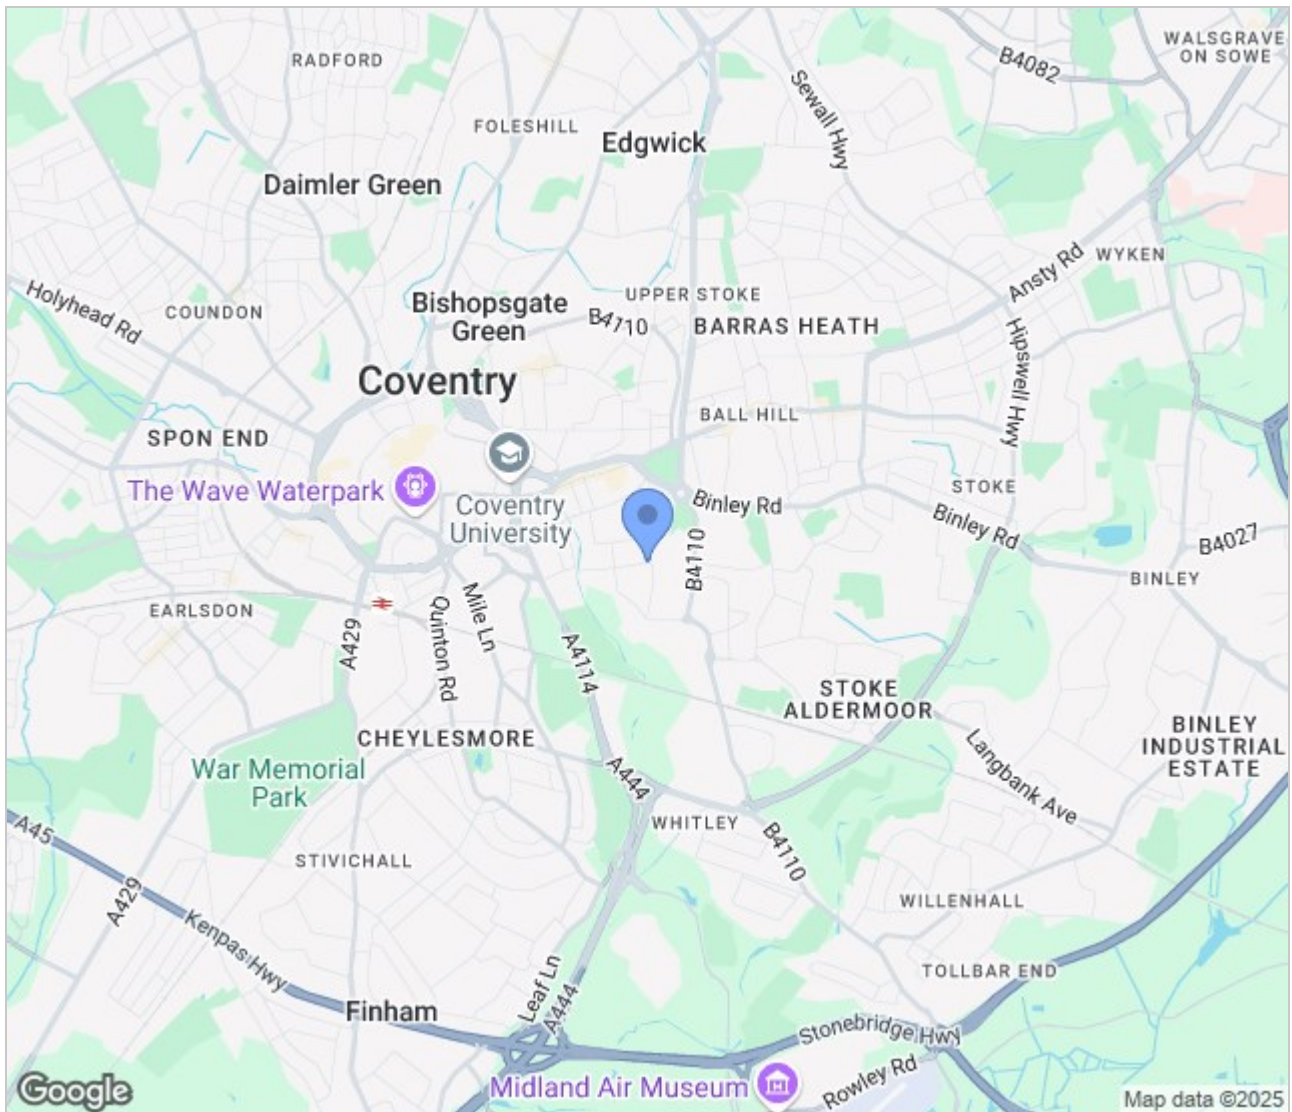 RADFORD
WALSGRAVE
ON SOWE
B4082
Sewall Hwy
FOLESHILL
Edgwick
Daimler Green
WYKEN
Ansty Rd
Holyhead Rd
COUNDON
Bishopsgate
Green
UPPER STOKE
B4110
BARRAS HEATH
Hipswell Hwy
Coventry
BALL HILL
SPON END
The Wave Waterpark
Coventry
University
Binley Rd
STOKE
Binley Rd
B4027
B4110
BINLEY
EARLSDON
A429
Quinton Rd
Mile Ln
A4114
STOKE
ALDERMOOR
CHEYLESMORE
BINLEY
INDUSTRIAL
ESTATE
Langbank Ave
War Memorial
Park
A444
WHITLEY
B4110
A45
STIVICHALL
A429
Kenpas Hwy
WILLENHALL
TOLLBAR END
Leaf Ln
A444
Finham
Stonebridge Hwy
Midland Air Museum
Rowley Rd
Google
Map data ©2025